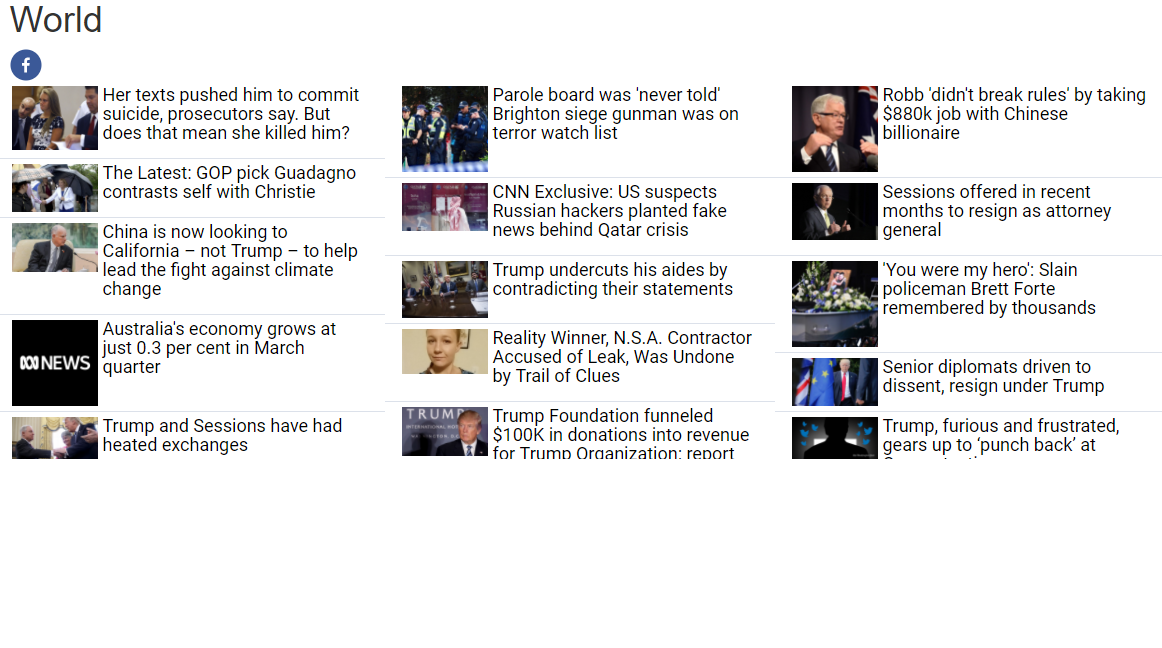 World
f
Her texts pushed him to commit
suicide, prosecutors say. But
does that mean she killed him?
The Latest: GOP pick Guadagno
contrasts self with Christie
China is now looking to
California – not Trump – to help
lead the fight against climate
change
NEWS
Australia's economy grows at
just 0.3 per cent in March
quarter
Trump and Sessions have had
heated exchanges
Parole board was 'never told'
Brighton siege gunman was on
terror watch list
CNN Exclusive: US suspects
Russian hackers planted fake
news behind Qatar crisis
Trump undercuts his aides by
contradicting their statements
Reality Winner, N.S.A. Contractor
Accused of Leak, Was Undone
by Trail of Clues
TRUMP
Trump Foundation funneled
$100K in donations into revenue
for Trump Organization: report
Robb 'didn't break rules' by taking
$880k job with Chinese
billionaire
Sessions offered in recent
months to resign as attorney
general
'You were my hero': Slain
policeman Brett Forte
remembered by thousands
Senior diplomats driven to
dissent, resign under Trump
Trump, furious and frustrated,
gears up to ‘punch back’ at